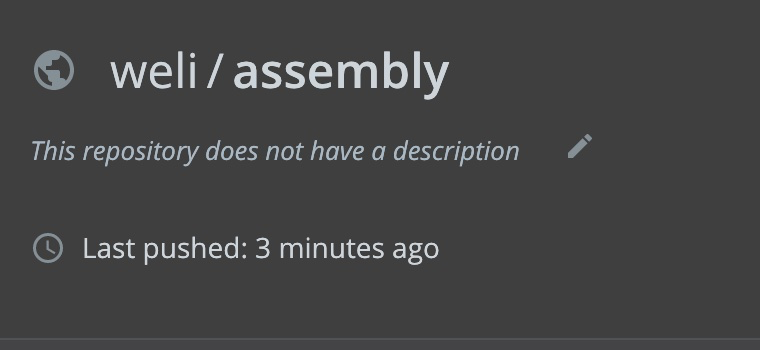 weli / assembly
This repository does not have a description
Last pushed: 3 minutes ago